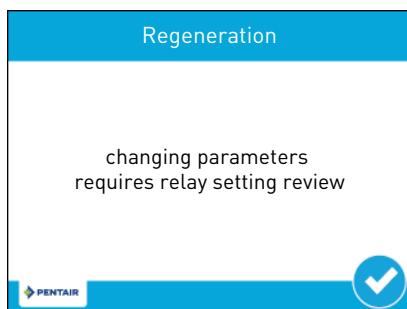 Regeneration
changing parameters
requires relay setting review
PENTAIR